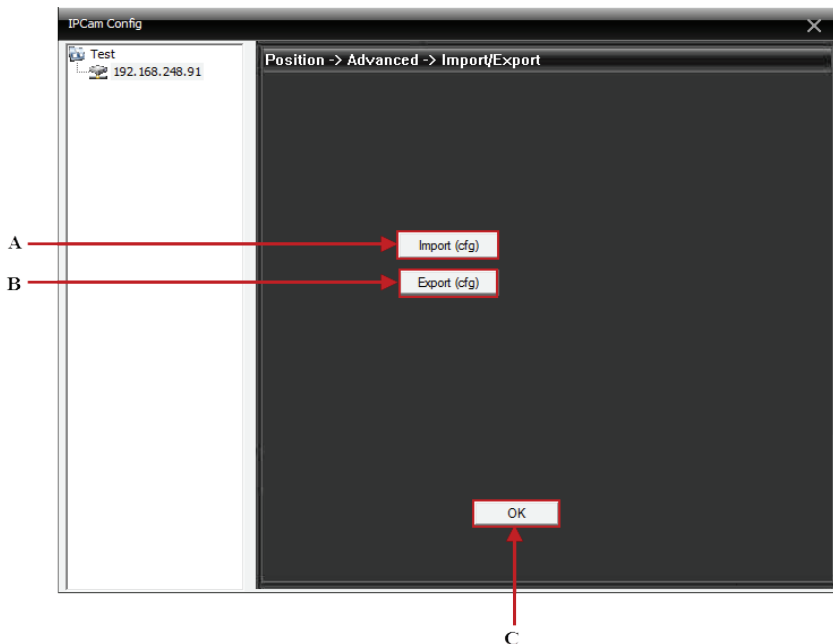 IPCam Config
Test
192.168.248.91
Position -> Advanced -> Import/Export
A
Import (cfg)
B
Export (cfg)
OK
C